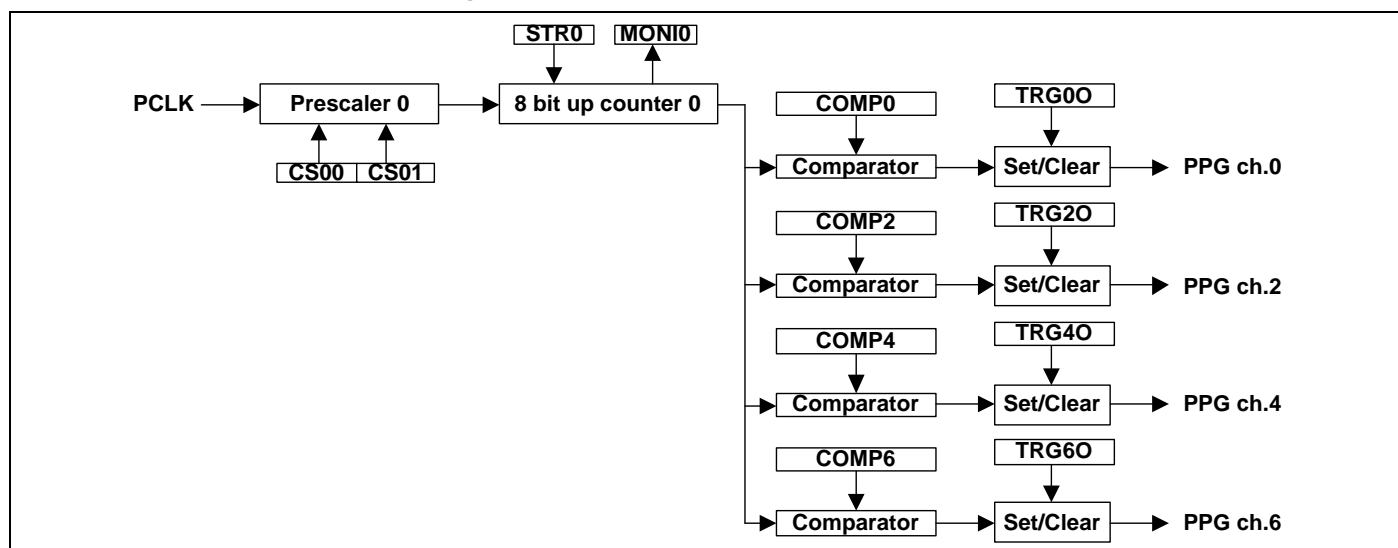 STR0 MONI0
PCLK Prescaler 0 8 bit up counter 0
CS00 CS01
COMP0 TRG0O
Comparator Set/Clear PPG ch.0
COMP2 TRG2O
Comparator Set/Clear PPG ch.2
COMP4 TRG4O
Comparator Set/Clear PPG ch.4
COMP6 TRG6O
Comparator Set/Clear PPG ch.6